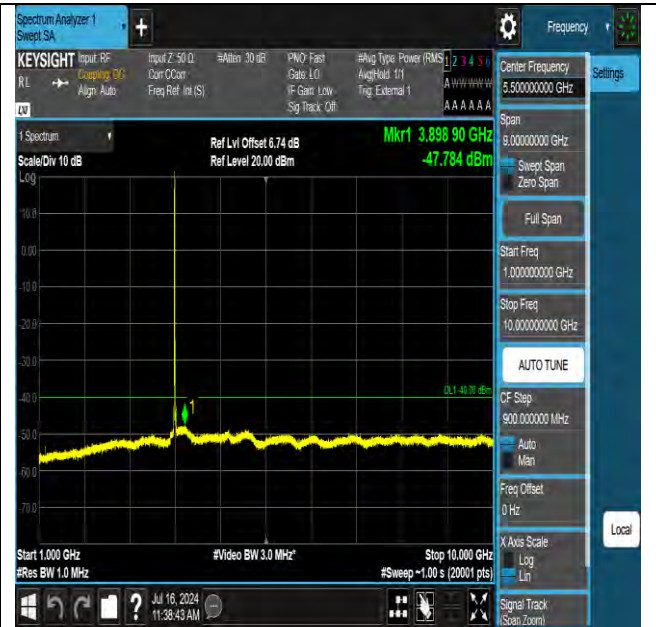 Spectrum Analyzer 1
Swept SA
+
Frequency
KEYSIGHT Input: RF Input Z: 50 Ω #Atten: 30 dB PNO: Fast #Avg Type: Power (RMS 1 2 3 4 5 6
RL Coupling: DC Corr CCorr Gate: LO Avg|Hold: 1/1 A W W W W W
Align: Auto Freq Ref: Int (S) IF Gain: Low Trig: External 1
Sig Track: Off A A A A A A
LXI
1 Spectrum
Ref Lvl Offset 6.74 dB Mkr1 3.898 90 GHz
Scale/Div 10 dB Ref Level 20.00 dBm -47.784 dBm
Log
10.0
0.00
-10.0
-20.0
-30.0
-40.0
DL1 -40.00 dBm
1
-50.0
-60.0
-70.0
Start 1.000 GHz #Video BW 3.0 MHz* Stop 10.000 GHz
#Res BW 1.0 MHz #Sweep ~1.00 s (20001 pts)
?
Jul 16, 2024
11:38:43 AM
Center Frequency
5.500000000 GHz
Settings
Span
9.00000000 GHz
Swept Span
Zero Span
Full Span
Start Freq
1.000000000 GHz
Stop Freq
10.000000000 GHz
AUTO TUNE
CF Step
900.000000 MHz
Auto
Man
Freq Offset
0 Hz
X Axis Scale
Log
Lin
Local
Signal Track
(Span Zoom)